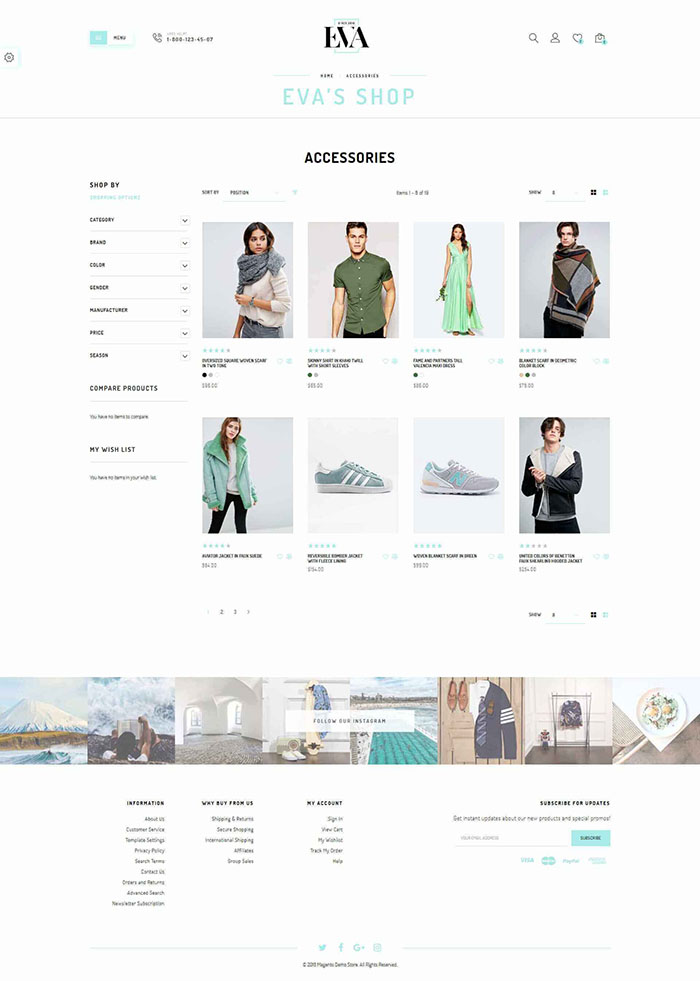 MENU
CALL US AT
1-800-123-45-67
EVA
HOME
ACCESSORIES
EVA'S SHOP
ACCESSORIES
SHOP BY
SHOPPING OPTIONS
CATEGORY
BRAND
COLOR
GENDER
MANUFACTURER
PRICE
SEASON
COMPARE PRODUCTS
You have no items to compare.
MY WISH LIST
You have no items in your wish list.
SORT BY POSITION
Items 1 - 8 of 19
SHOW 8
OVERSIZED SQUARE WOVEN SCARF
IN TWO TONE
SKINNY SHIRT IN KHAKI TWILL
WITH SHORT SLEEVES
$65.00
FAME AND PARTNERS TALL
VALENCIA MAXI DRESS
BLANKET SCARF IN GEOMETRIC
COLOR BLOCK
$75.00
AVIATOR JACKET IN FAUX SUEDE
$64.00
REVERSIBLE BOMBER JACKET
WITH FLEECE LINING
$154.00
WOVEN BLANKET SCARF IN GREEN
UNITED COLORS OF BENETTON
FAUX SHEARLING HOODED JACKET
$254.00
2 3
SHOW 8
FOLLOW OUR INSTAGRAM
INFORMATION
About Us
Customer Service
Template Settings
Privacy Policy
Search Terms
Contact Us
Orders and Returns
Advanced Search
Newsletter Subscription
WHY BUY FROM US
Shipping & Returns
Secure Shopping
International Shipping
Affiliates
Group Sales
MY ACCOUNT
Sign In
View Cart
My Wishlist
Track My Order
Help
SUBSCRIBE FOR UPDATES
Get instant updates about our new products and special promos!
YOUR EMAIL ADDRESS
SUBSCRIBE
VISA
PayPal
Magento Demo Store. All Rights Reserved.